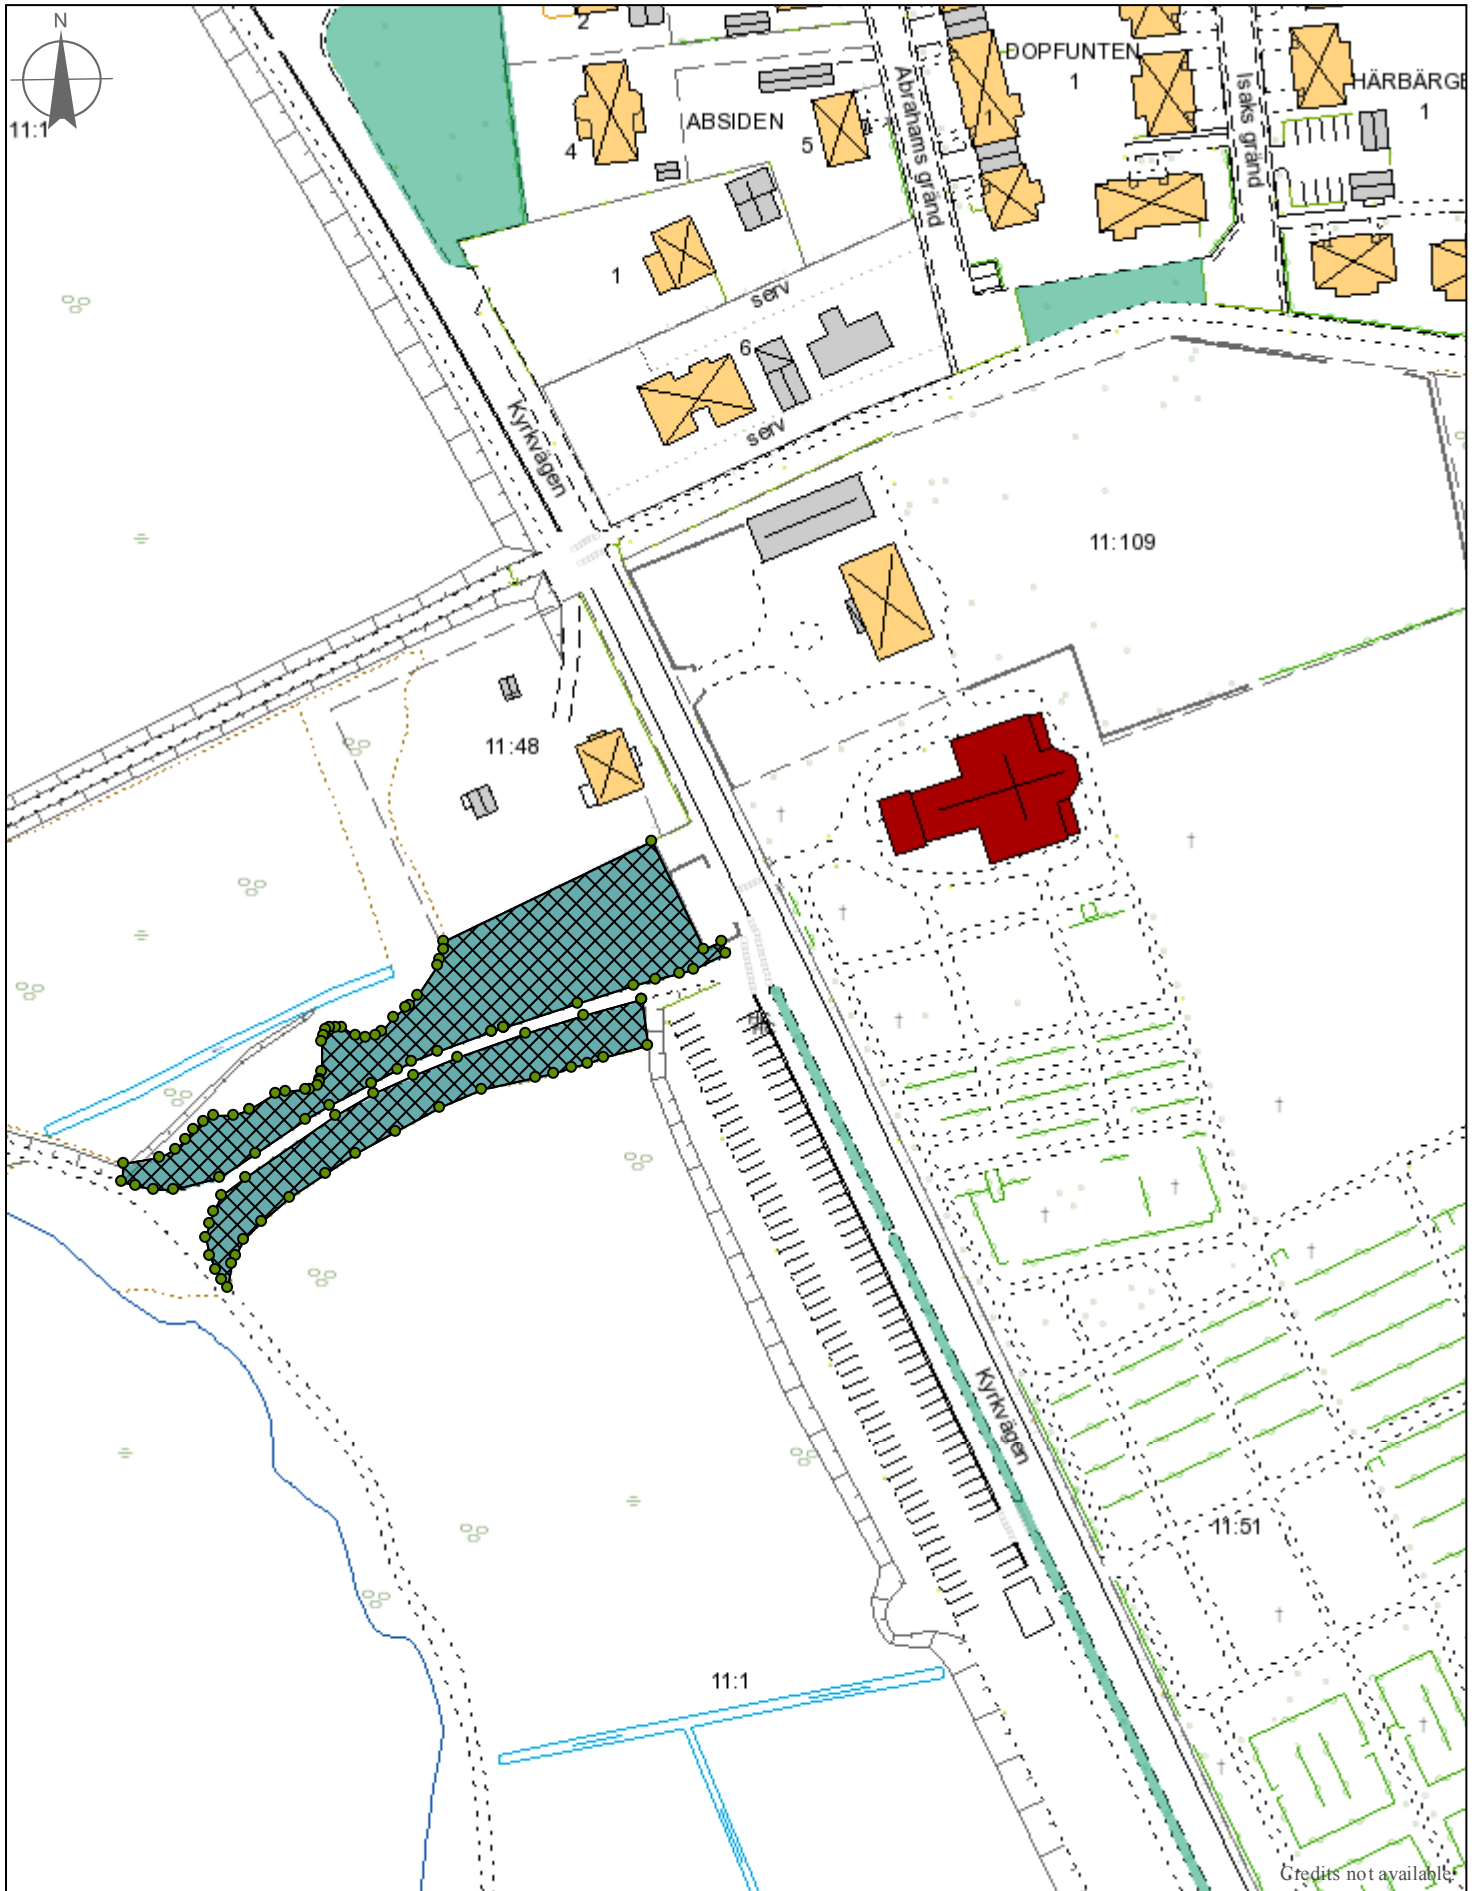 N
2
DOPFUNTEN
1
HÄRBÄRGE
1
Abrahams gränd
Isaks gränd
11:1
ABSIDEN
4
5
1
1
serv
6
Kyrkvägen
serv
11:109
11:48
Kyrkvägen
11:51
11:1
Credits not available.